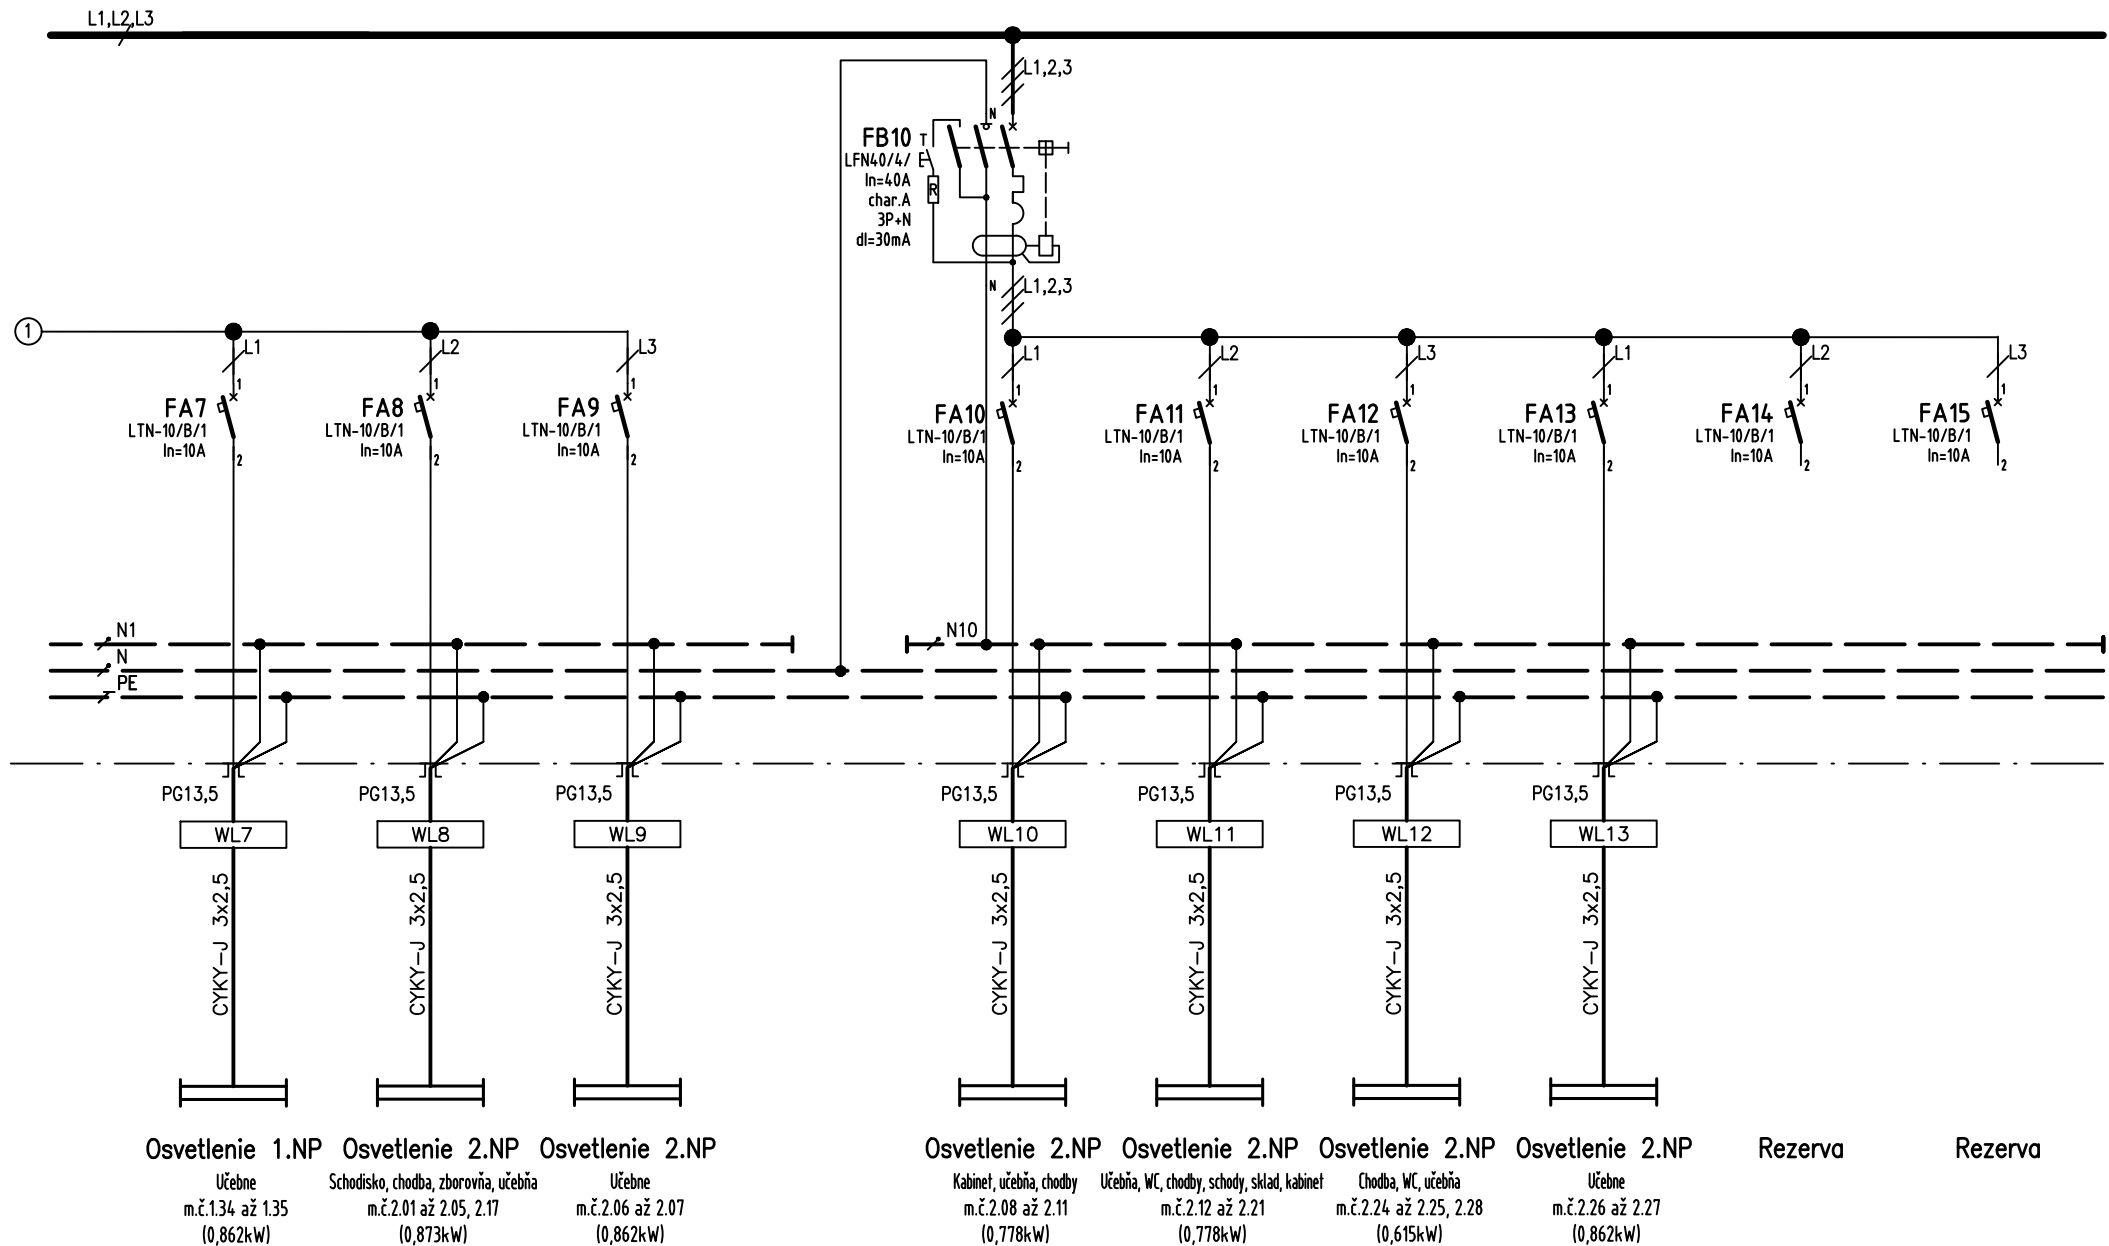 L1,L2,L3
L1,2,3
N
FB10
T
LFN40/4/
E
In=40A
R
char.A
3P+N
dI=30mA
N
L1,2,3
1
L1
L2
L3
L1
L2
L3
L1
L2
L3
1
1
1
1
1
1
1
1
1
FA7
LTN-10/B/1
In=10A
2
FA8
LTN-10/B/1
In=10A
2
FA9
LTN-10/B/1
In=10A
2
FA10
LTN-10/B/1
In=10A
2
FA11
LTN-10/B/1
In=10A
2
FA12
LTN-10/B/1
In=10A
2
FA13
LTN-10/B/1
In=10A
2
FA14
LTN-10/B/1
In=10A
2
FA15
LTN-10/B/1
In=10A
2
N1
N10
N
PE
PG13,5
PG13,5
PG13,5
PG13,5
PG13,5
PG13,5
PG13,5
WL7
WL8
WL9
WL10
WL11
WL12
WL13
CYKY-J 3x2,5
CYKY-J 3x2,5
CYKY-J 3x2,5
CYKY-J 3x2,5
CYKY-J 3x2,5
CYKY-J 3x2,5
CYKY-J 3x2,5
Osvetlenie 1.NP
Učebne
m.č.1.34 až 1.35
(0,862kW)
Osvetlenie 2.NP
Schodisko, chodba, zborovňa, učebňa
m.č.2.01 až 2.05, 2.17
(0,873kW)
Osvetlenie 2.NP
Učebne
m.č.2.06 až 2.07
(0,862kW)
Osvetlenie 2.NP
Kabinet, učebňa, chodby
m.č.2.08 až 2.11
(0,778kW)
Osvetlenie 2.NP
Učebňa, WC, chodby, schody, sklad, kabinet
m.č.2.12 až 2.21
(0,778kW)
Osvetlenie 2.NP
Chodba, WC, učebňa
m.č.2.24 až 2.25, 2.28
(0,615kW)
Osvetlenie 2.NP
Učebne
m.č.2.26 až 2.27
(0,862kW)
Rezerva
Rezerva